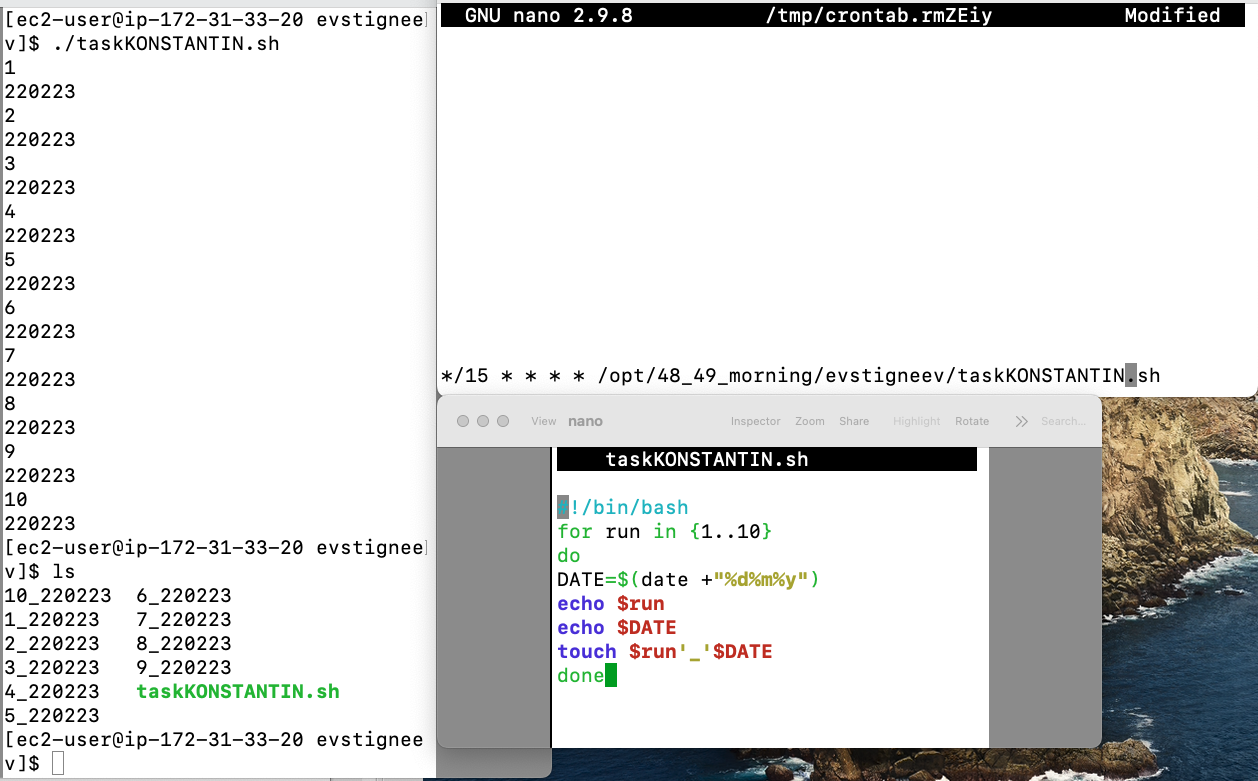 [ec2-user@ip-172-31-33-20 evstignee
v]$ ./taskKONSTANTIN.sh
1
220223
2
220223
3
220223
4
220223
5
220223
6
220223
7
220223
8
220223
9
220223
10
220223
[ec2-user@ip-172-31-33-20 evstignee
v]$ ls
10_220223 6_220223
1_220223 7_220223
2_220223 8_220223
3_220223 9_220223
4_220223 taskKONSTANTIN.sh
5_220223
[ec2-user@ip-172-31-33-20 evstignee
v]$
GNU nano 2.9.8 /tmp/crontab.rmZEiy Modified
*/15 * * * * /opt/48_49_morning/evstigneev/taskKONSTANTIN.sh
View nano Inspector Zoom Share Highlight Rotate Search...
taskKONSTANTIN.sh
#!/bin/bash
for run in {1..10}
do
DATE=$(date +"%d%m%y")
echo $run
echo $DATE
touch $run'_'$DATE
done